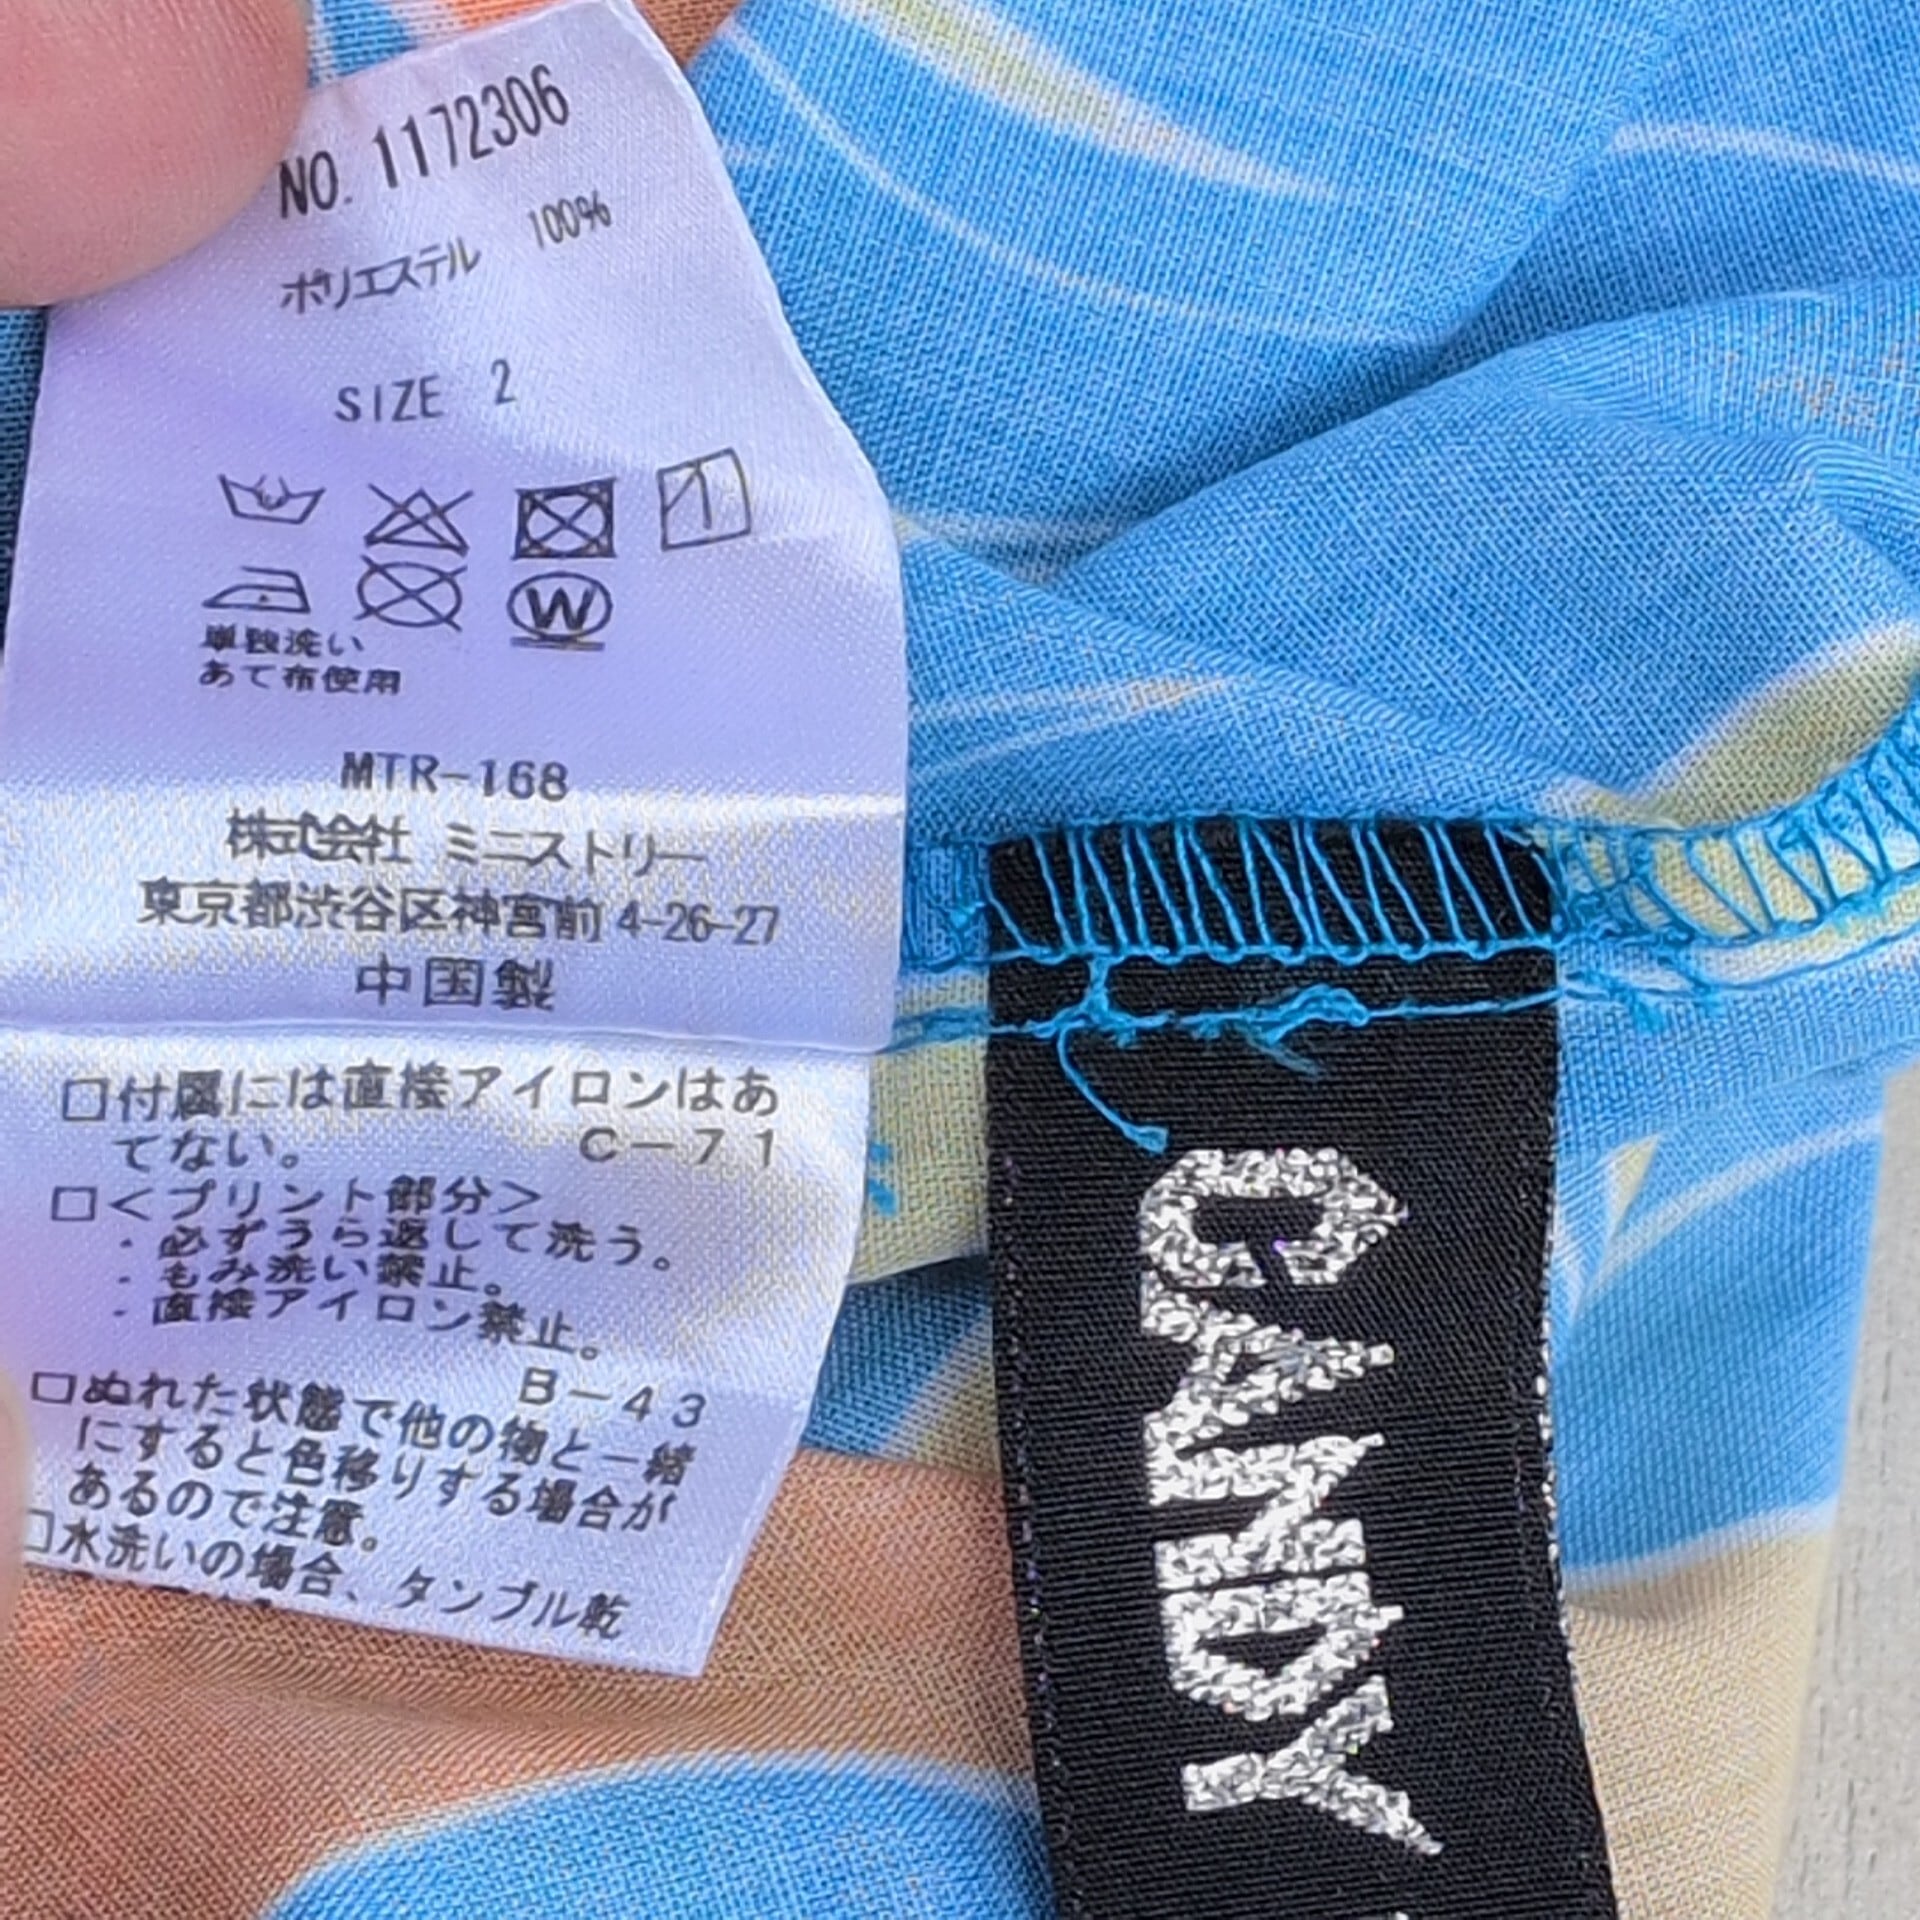 NO. 1172306
ポリエステル 100%
SIZE 2
W
単独洗い
あて布使用
MTR-168
株式会社 ミニストリー
東京都渋谷区神宮前 4-26-27
中国製
□付属には直接アイロンはあ
てない。 C-71
□<プリント部分>
・必ずうら返して洗う。
・もみ洗い禁止。
・直接アイロン禁止。
B-43
□ぬれた状態で他の物と一緒
にすると色移りする場合が
あるので注意。
□水洗いの場合、タンブル乾
CANDY